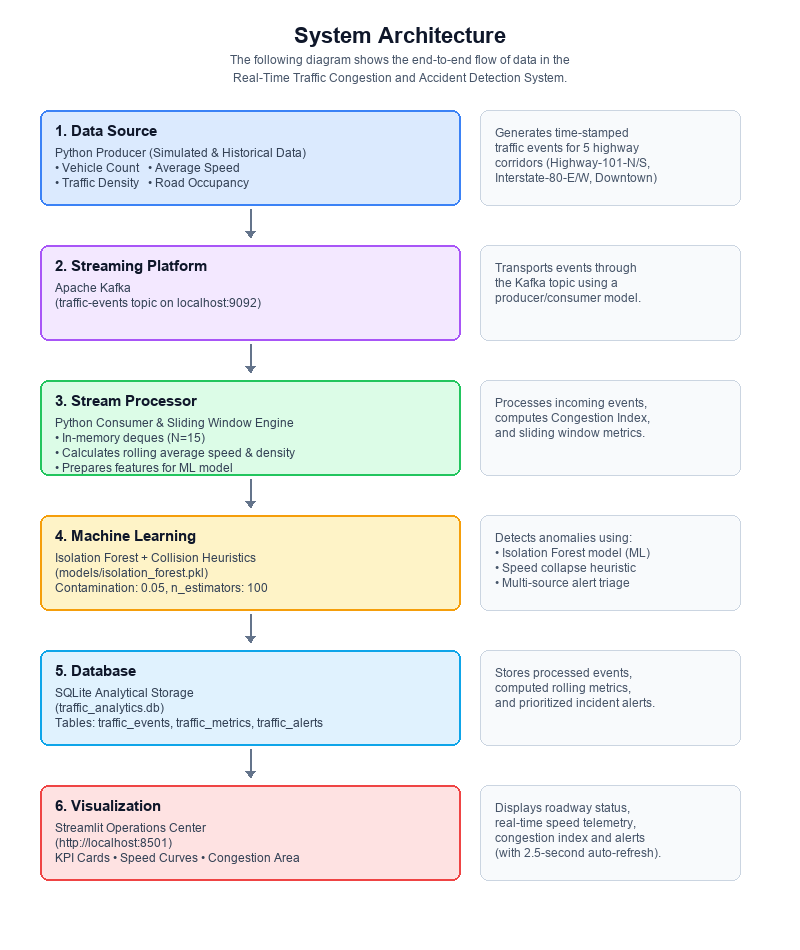 System Architecture
The following diagram shows the end-to-end flow of data in the
Real-Time Traffic Congestion and Accident Detection System.
1. Data Source
Python Producer (Simulated & Historical Data)
• Vehicle Count • Average Speed
• Traffic Density • Road Occupancy
Generates time-stamped
traffic events for 5 highway
corridors (Highway-101-N/S,
Interstate-80-E/W, Downtown)
2. Streaming Platform
Apache Kafka
(traffic-events topic on localhost:9092)
Transports events through
the Kafka topic using a
producer/consumer model.
3. Stream Processor
Python Consumer & Sliding Window Engine
• In-memory deques (N=15)
• Calculates rolling average speed & density
• Prepares features for ML model
Processes incoming events,
computes Congestion Index,
and sliding window metrics.
4. Machine Learning
Isolation Forest + Collision Heuristics
(models/isolation_forest.pkl)
Contamination: 0.05, n_estimators: 100
Detects anomalies using:
• Isolation Forest model (ML)
• Speed collapse heuristic
• Multi-source alert triage
5. Database
SQLite Analytical Storage
(traffic_analytics.db)
Tables: traffic_events, traffic_metrics, traffic_alerts
Stores processed events,
computed rolling metrics,
and prioritized incident alerts.
6. Visualization
Streamlit Operations Center
(http://localhost:8501)
KPI Cards • Speed Curves • Congestion Area
Displays roadway status,
real-time speed telemetry,
congestion index and alerts
(with 2.5-second auto-refresh).